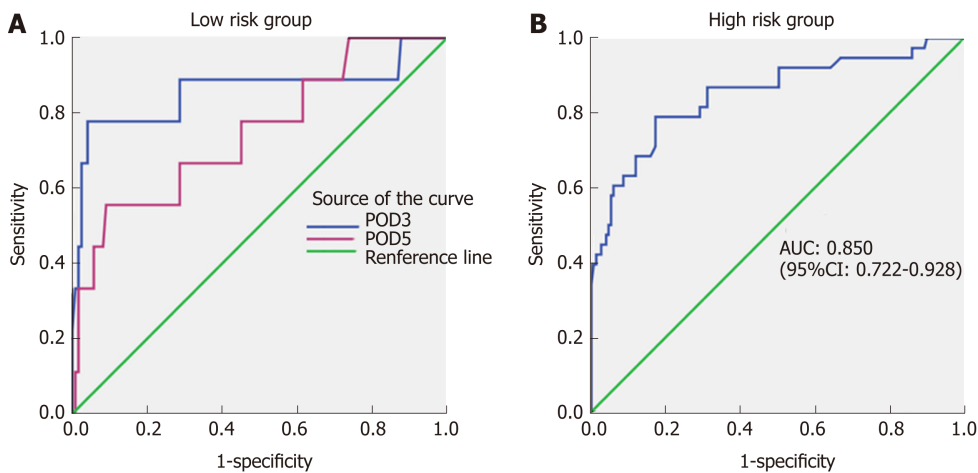 A
Low risk group
1.0
0.8
0.6
0.4
0.2
0.0
Sensitivity
Source of the curve
POD3
POD5
Renference line
0.0 0.2 0.4 0.6 0.8 1.0
1-specificity
B
High risk group
1.0
0.8
0.6
0.4
0.2
0.0
Sensitivity
AUC: 0.850
(95%CI: 0.722-0.928)
0.0 0.2 0.4 0.6 0.8 1.0
1-specificity